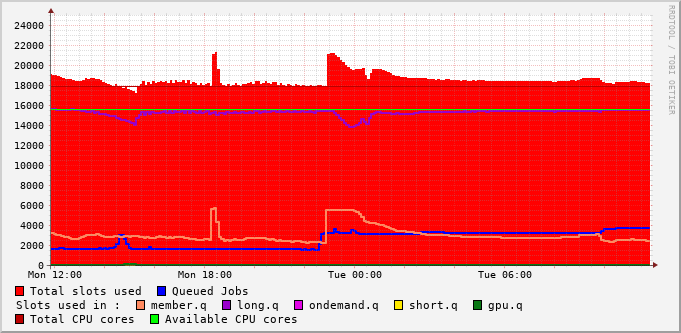 24000
22000
20000
18000
16000
14000
12000
10000
8000
6000
4000
2000
0
Mon 12:00 Mon 18:00 Tue 00:00 Tue 06:00
RRDTOOL / TOBI OETIKER
Total slots used Queued Jobs
Slots used in : member.q long.q ondemand.q short.q gpu.q
Total CPU cores Available CPU cores